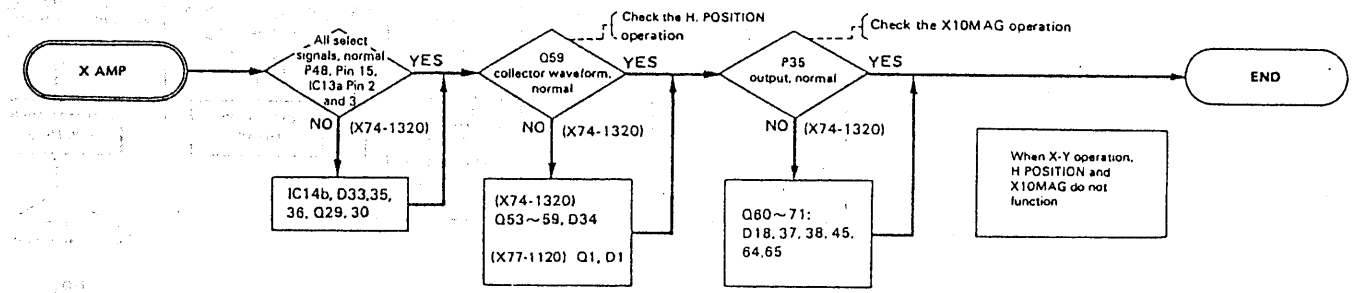 X AMP
All select
signals, normal
P48, Pin 15,
IC13a Pin 2
and 3
YES
NO
(X74-1320)
IC14b, D33,35,
36, Q29, 30
Check the H. POSITION
operation
Q59
collector waveform,
normal
YES
NO
(X74-1320)
(X74-1320)
Q53~59, D34
(X77-1120) Q1, D1
Check the X10MAG operation
P35
output, normal
YES
NO
(X74-1320)
Q60~71:
D18, 37, 38, 45,
64,65
END
When X-Y operation,
H POSITION and
X10MAG do not
function